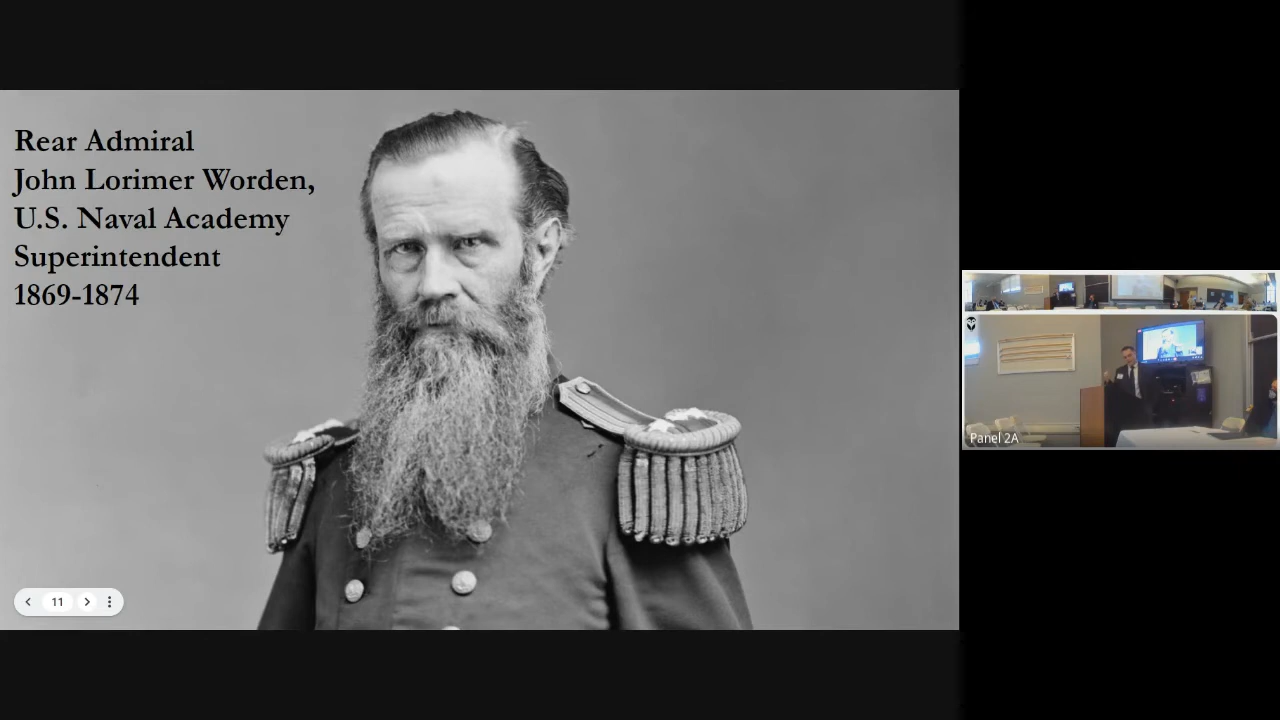 Rear Admiral
John Lorimer Worden,
U.S. Naval Academy
Superintendent
1869-1874
11
Panel 2A